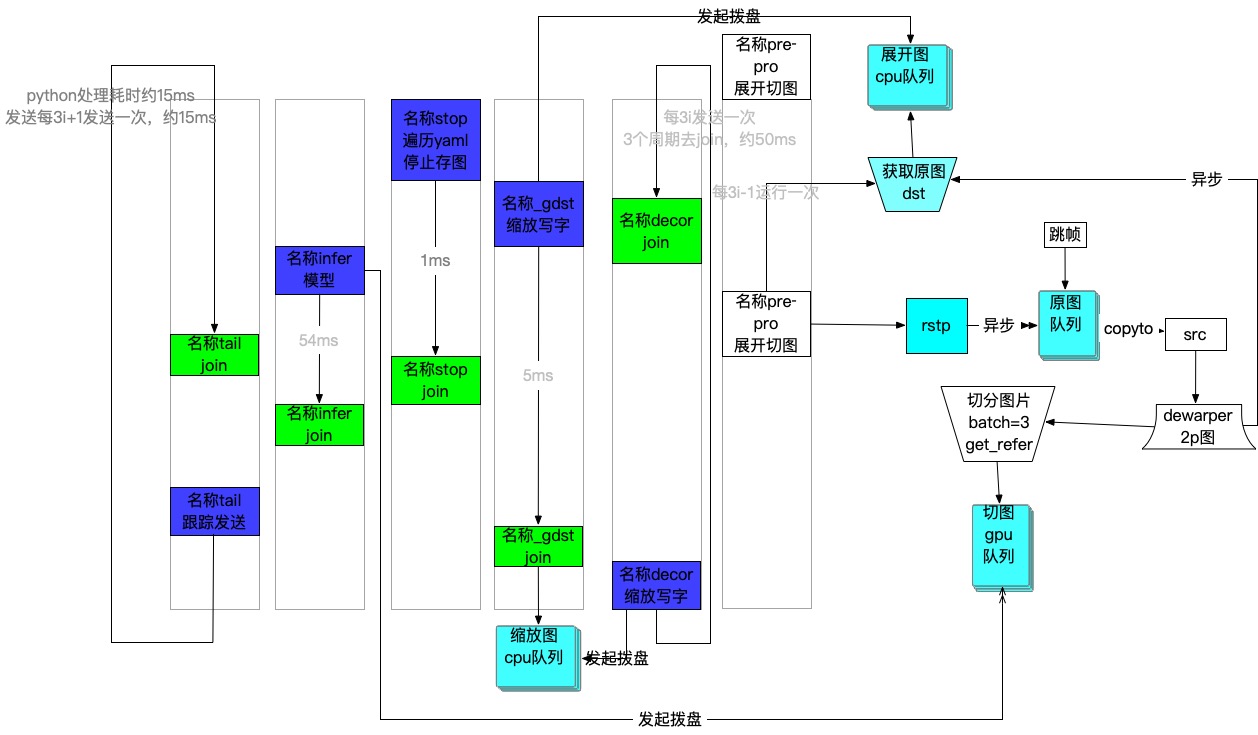 发起拨盘
名称pre-
pro
展开切图
展开图
cpu队列
python处理耗时约15ms
发送每3i+1发送一次，约15ms
名称stop
遍历yaml
停止存图
每3i发送一次
3个周期去join，约50ms
获取原图
dst
异步
每3i-1运行一次
名称_gdst
缩放写字
名称decor
join
跳帧
名称infer
模型
1ms
名称pre-
pro
展开切图
rstp
异步
原图
队列
copyto
src
名称tail
join
54ms
名称stop
join
5ms
名称infer
join
切分图片
batch=3
get_refer
dewarper
2p图
名称tail
跟踪发送
切图
gpu
队列
名称_gdst
join
名称decor
缩放写字
缩放图
cpu队列
发起拨盘
发起拨盘